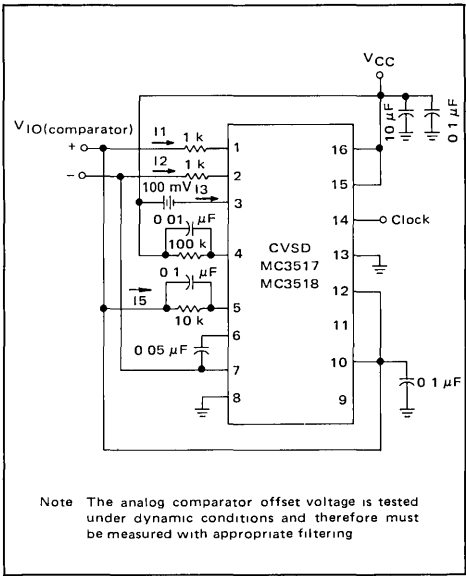 VCC
10 µF
0 1 µF
VIO(comparator)
+
I1
1 k
1
16
I2
1 k
–
2
100 mV
I3
3
15
0 01 µF
14
Clock
100 k
4
CVSD
MC3517
MC3518
13
0 1 µF
12
I5
10 k
5
11
6
0 05 µF
7
10
0 1 µF
8
9
Note The analog comparator offset voltage is tested
under dynamic conditions and therefore must
be measured with appropriate filtering